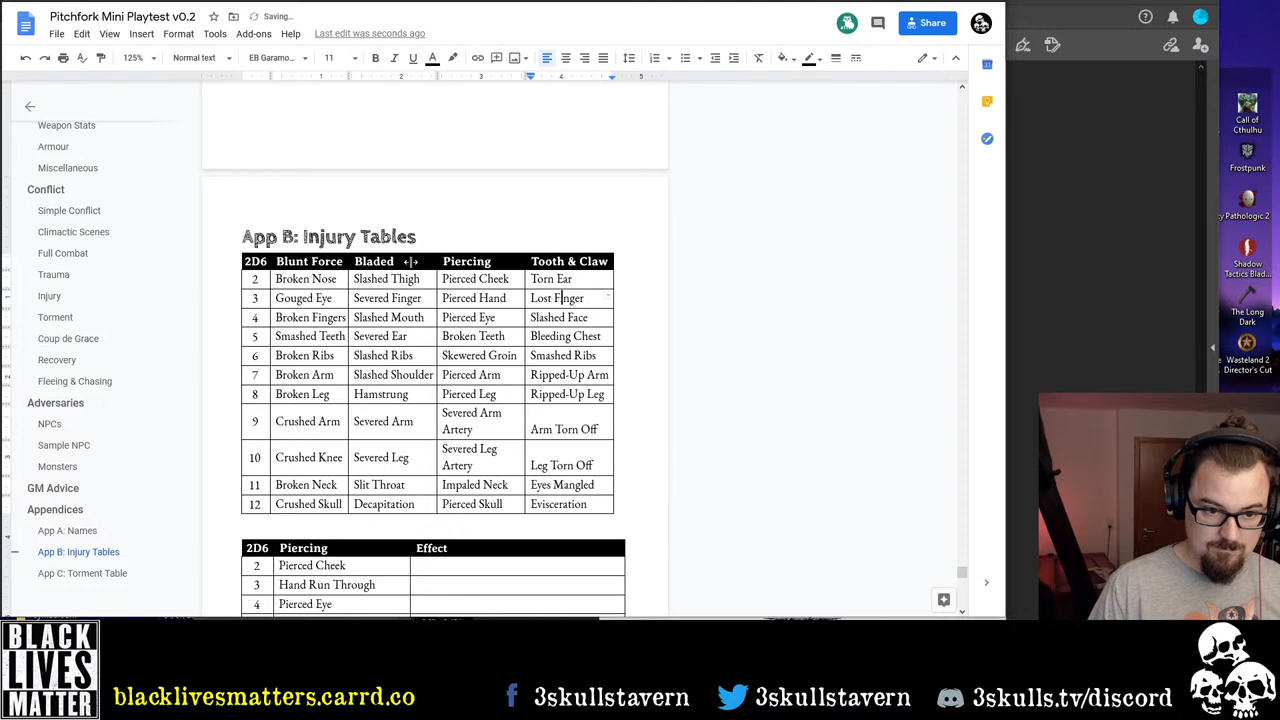 Pitchfork Mini Playtest v0.2
Saving...
Share
File Edit View Insert Format Tools Add-ons Help Last edit was seconds ago
125% Normal text EB Garamo... 11
1 2 3 4 5
Weapon Stats
Armour
Miscellaneous
Conflict
Simple Conflict
Climactic Scenes
Full Combat
Trauma
Injury
Torment
Coup de Grace
Recovery
Fleeing & Chasing
Adversaries
NPCs
Sample NPC
Monsters
GM Advice
Appendices
App A: Names
App B: Injury Tables
App C: Torment Table
App B: Injury Tables
2D6 Blunt Force Bladed Piercing Tooth & Claw
2 Broken Nose Slashed Thigh Pierced Cheek Torn Ear
3 Gouged Eye Severed Finger Pierced Hand Lost Finger
4 Broken Fingers Slashed Mouth Pierced Eye Slashed Face
5 Smashed Teeth Severed Ear Broken Teeth Bleeding Chest
6 Broken Ribs Slashed Ribs Skewered Groin Smashed Ribs
7 Broken Arm Slashed Shoulder Pierced Arm Ripped-Up Arm
8 Broken Leg Hamstrung Pierced Leg Ripped-Up Leg
9 Crushed Arm Severed Arm Severed Arm Artery Arm Torn Off
10 Crushed Knee Severed Leg Severed Leg Artery Leg Torn Off
11 Broken Neck Slit Throat Impaled Neck Eyes Mangled
12 Crushed Skull Decapitation Pierced Skull Evisceration
2D6 Piercing Effect
2 Pierced Cheek
3 Hand Run Through
4 Pierced Eye
Call of
Cthulhu
Frostpunk
Pathologic 2
Shadow
Tactics Blad...
The Long
Dark
Wasteland 2
Director's Cut
BLACK
LIVES
MATTER
blacklivesmatters.carrd.co
3skullstavern
3skullstavern
3skulls.tv/discord